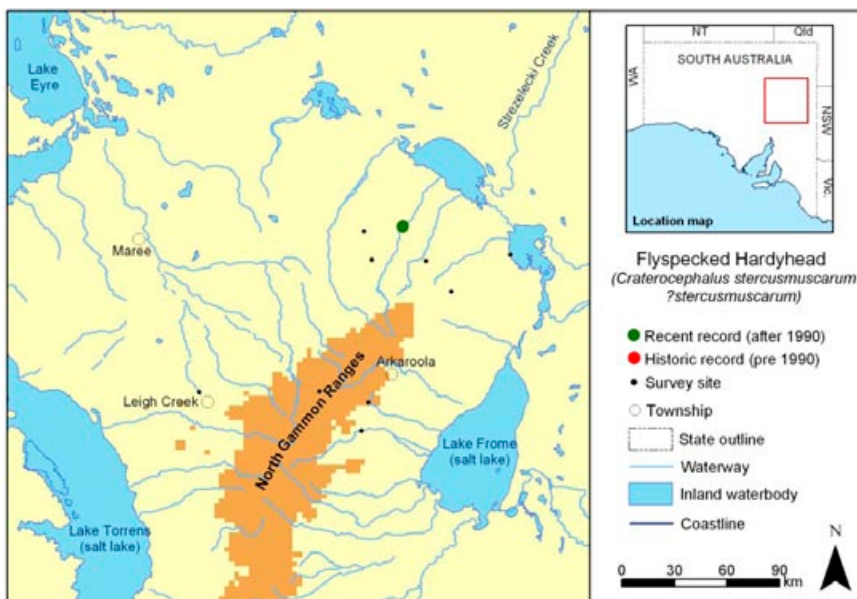 Lake
Eyre
Strezelecki Creek
Maree
Leigh Creek
Arkaroola
North Gammon Ranges
Lake Frome
(salt lake)
Lake Torrens
(salt lake)
NT
Qld
SOUTH AUSTRALIA
WA
NSW
Vic.
Location map
Flyspecked Hardyhead
(Craterocephalus stercusmuscarum
?stercusmuscarum)
Recent record (after 1990)
Historic record (pre 1990)
Survey site
Township
State outline
Waterway
Inland waterbody
Coastline
N
0 30 60 90
km